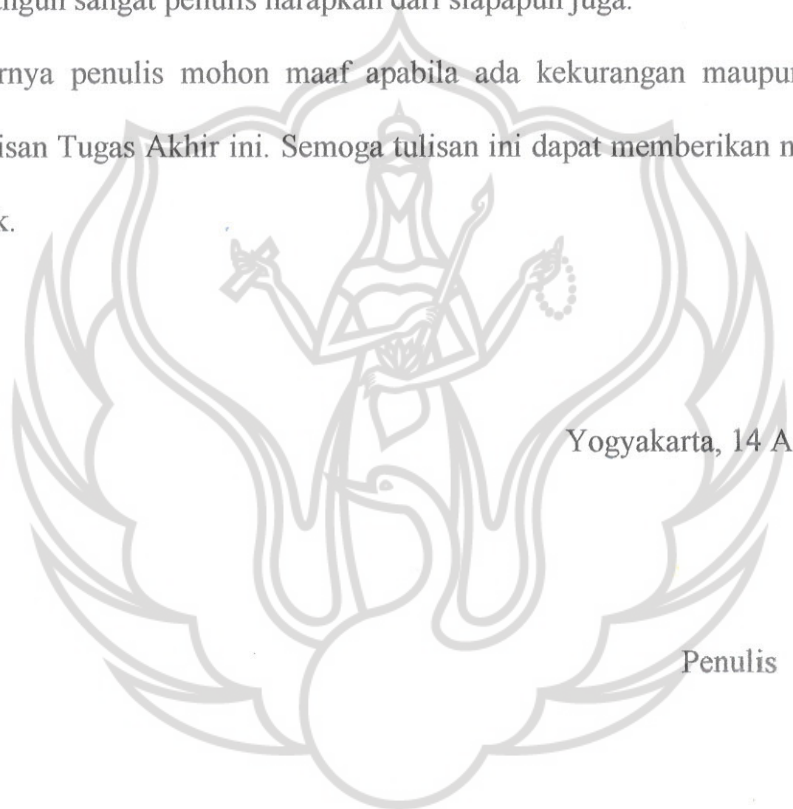 ngun sangat penulis harapkan dari siapapun juga.
rnya penulis mohon maaf apabila ada kekurangan maupun
isan Tugas Akhir ini. Semoga tulisan ini dapat memberikan
k.
Yogyakarta, 14 A
Penulis